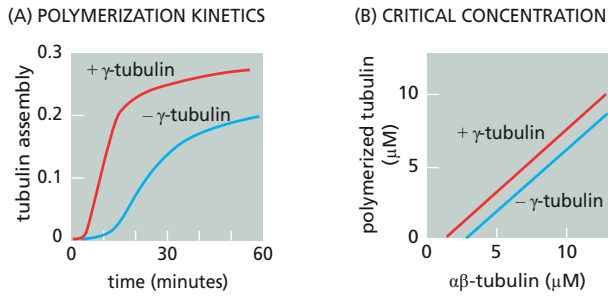 (A) POLYMERIZATION KINETICS
0.3
0.2
0.1
0
tubulin assembly
+ γ-tubulin
− γ-tubulin
0
30
60
time (minutes)
(B) CRITICAL CONCENTRATION
10
5
0
polymerized tubulin
(μM)
+ γ-tubulin
− γ-tubulin
0
5
10
αβ-tubulin (μM)